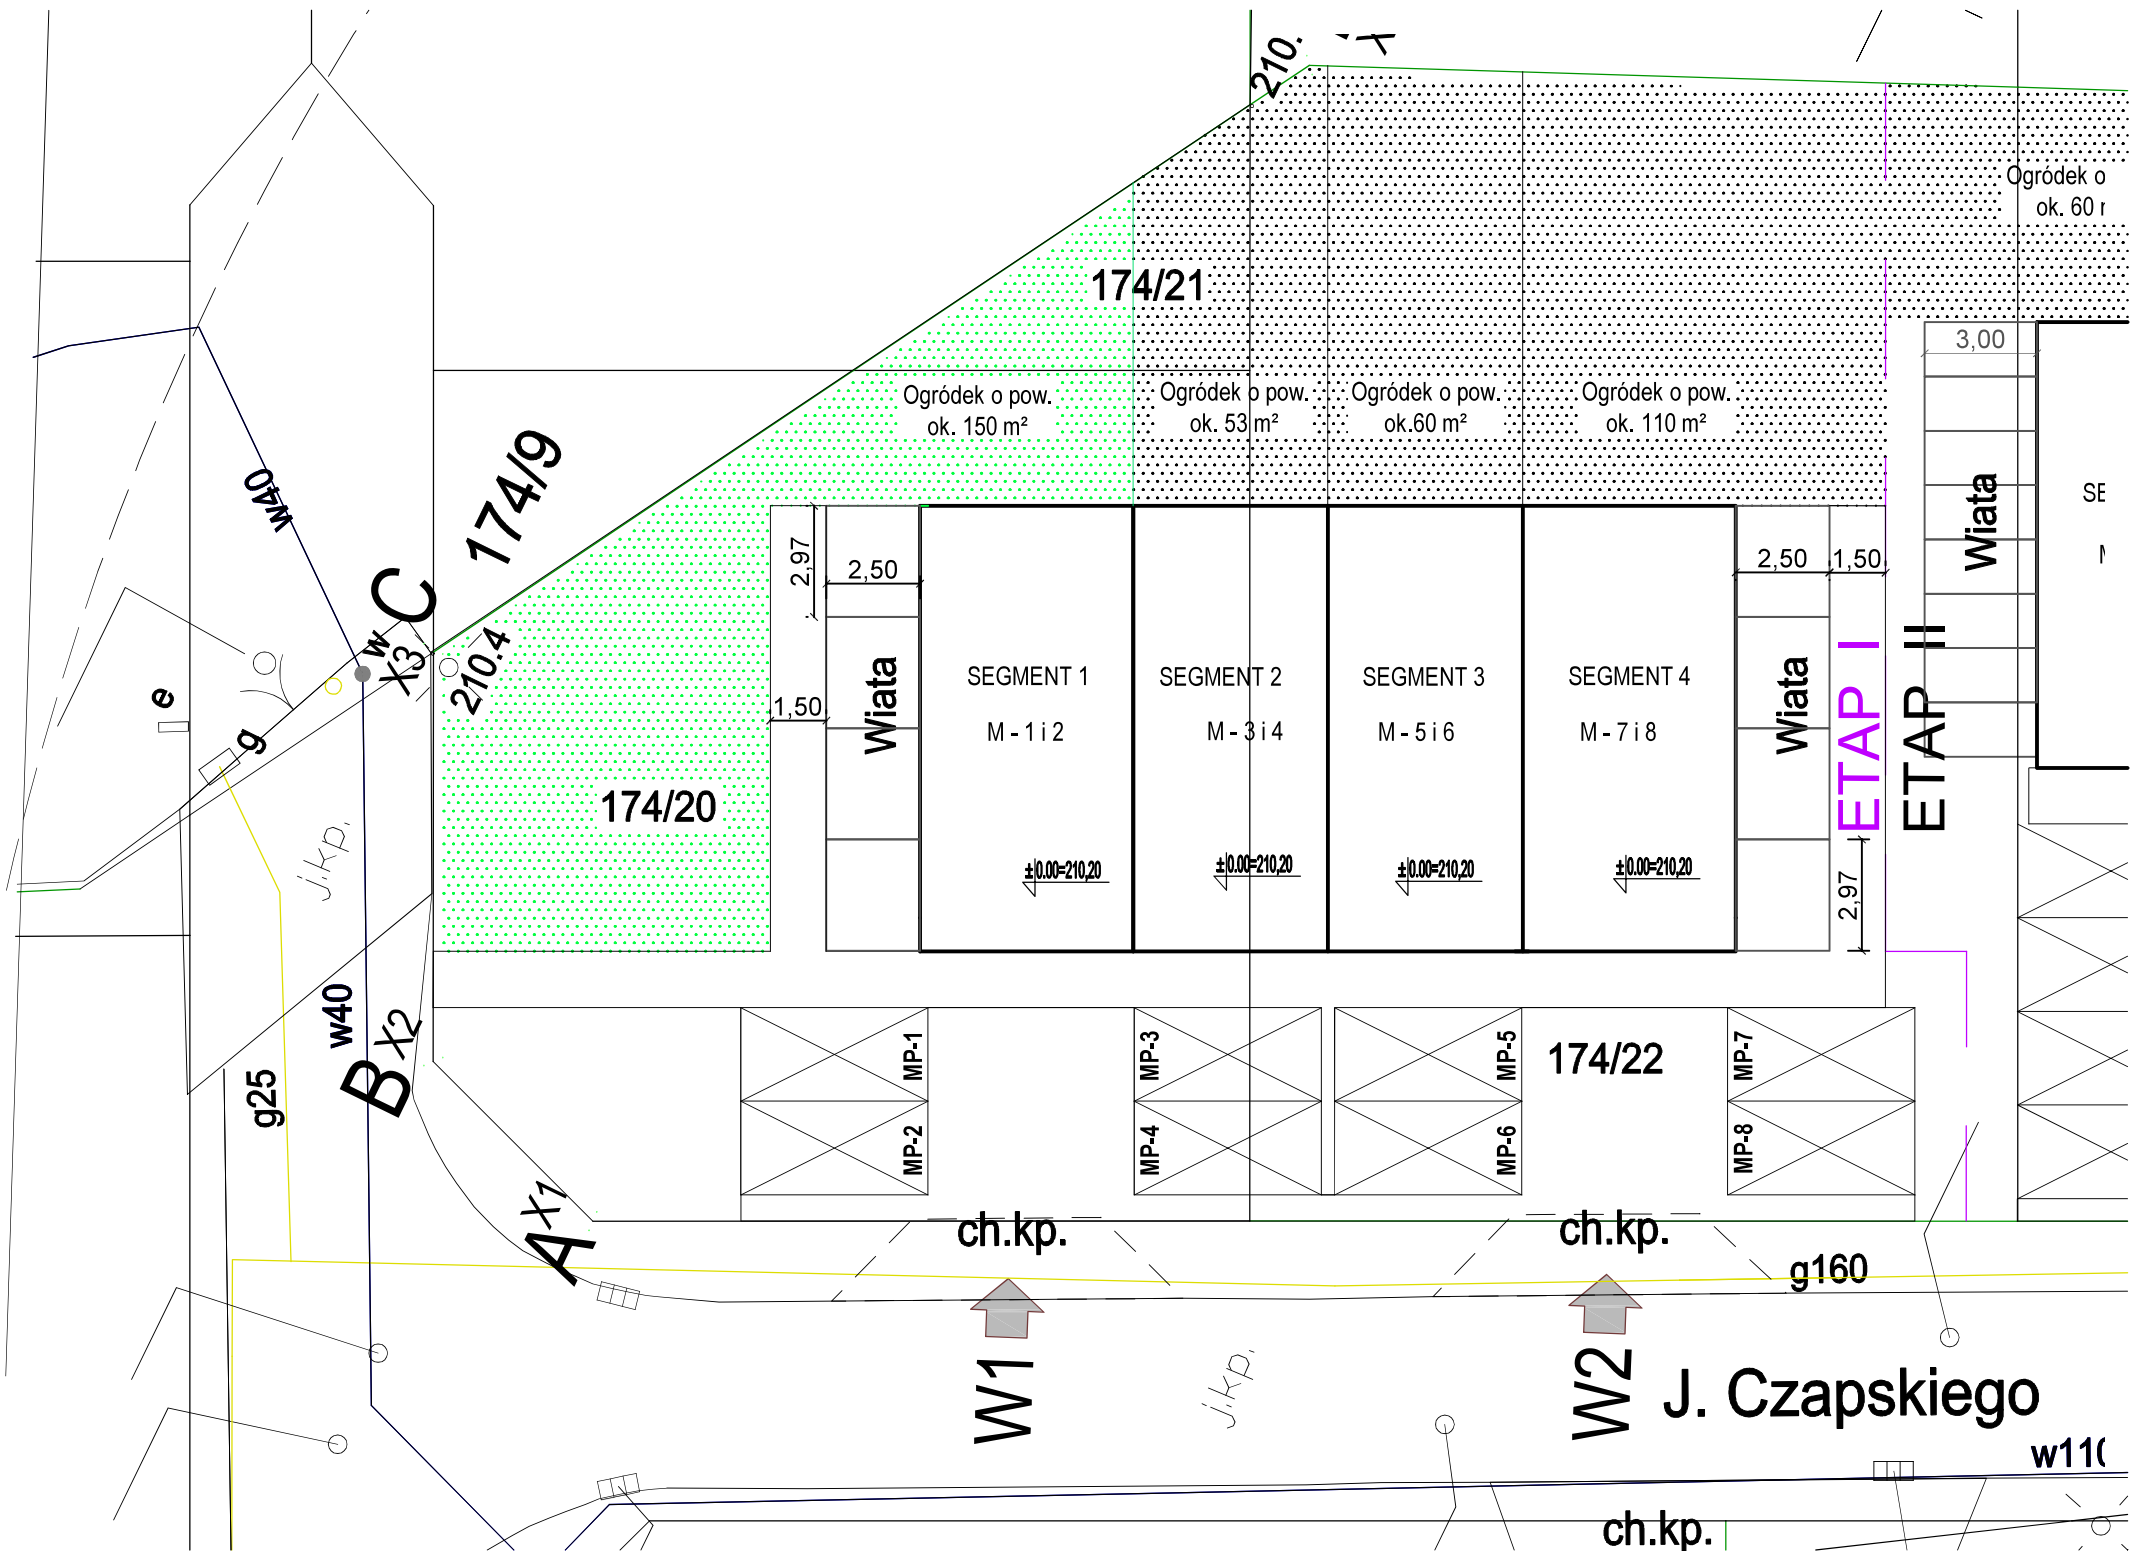 210.
X
Ogródek o
ok. 60
174/21
3,00
Ogródek o pow.
ok. 150 m²
Ogródek o pow.
ok. 53 m²
Ogródek o pow.
ok.60 m²
Ogródek o pow.
ok. 110 m²
174/9
w40
C
w
X3
210.4
e
g
j.kp.
174/20
2,97
2,50
1,50
Wiata
SEGMENT 1
M - 1 i 2
±0.00=210,20
SEGMENT 2
M - 3 i 4
±0.00=210,20
SEGMENT 3
M - 5 i 6
±0.00=210,20
SEGMENT 4
M - 7 i 8
±0.00=210,20
2,50
1,50
Wiata
2,97
ETAP I
ETAP II
Wiata
SE
w40
B
X2
g25
A
X1
MP-1
MP-2
MP-3
MP-4
MP-5
MP-6
174/22
MP-7
MP-8
ch.kp.
ch.kp.
g160
W1
j.kp.
W2
J. Czapskiego
w110
ch.kp.